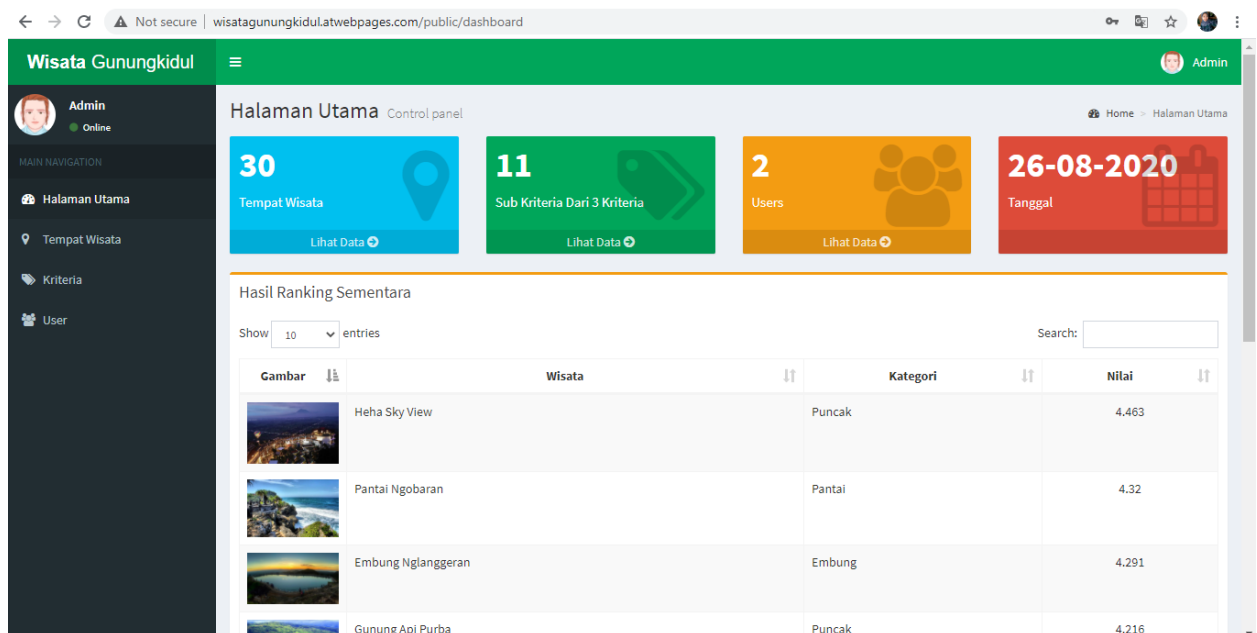 Not secure wisatagunungkidul.atwebpages.com/public/dashboard
Wisata Gunungkidul
Admin
Admin
Online
MAIN NAVIGATION
Halaman Utama
Tempat Wisata
Kriteria
User
Halaman Utama Control panel
Home > Halaman Utama
30
Tempat Wisata
Lihat Data
11
Sub Kriteria Dari 3 Kriteria
Lihat Data
2
Users
Lihat Data
26-08-2020
Tanggal
Hasil Ranking Sementara
Show 10 entries
Search:
Gambar Wisata Kategori Nilai
Heha Sky View Puncak 4.463
Pantai Ngobaran Pantai 4.32
Embung Nglanggeran Embung 4.291
Gunung Api Purba Puncak 4.216